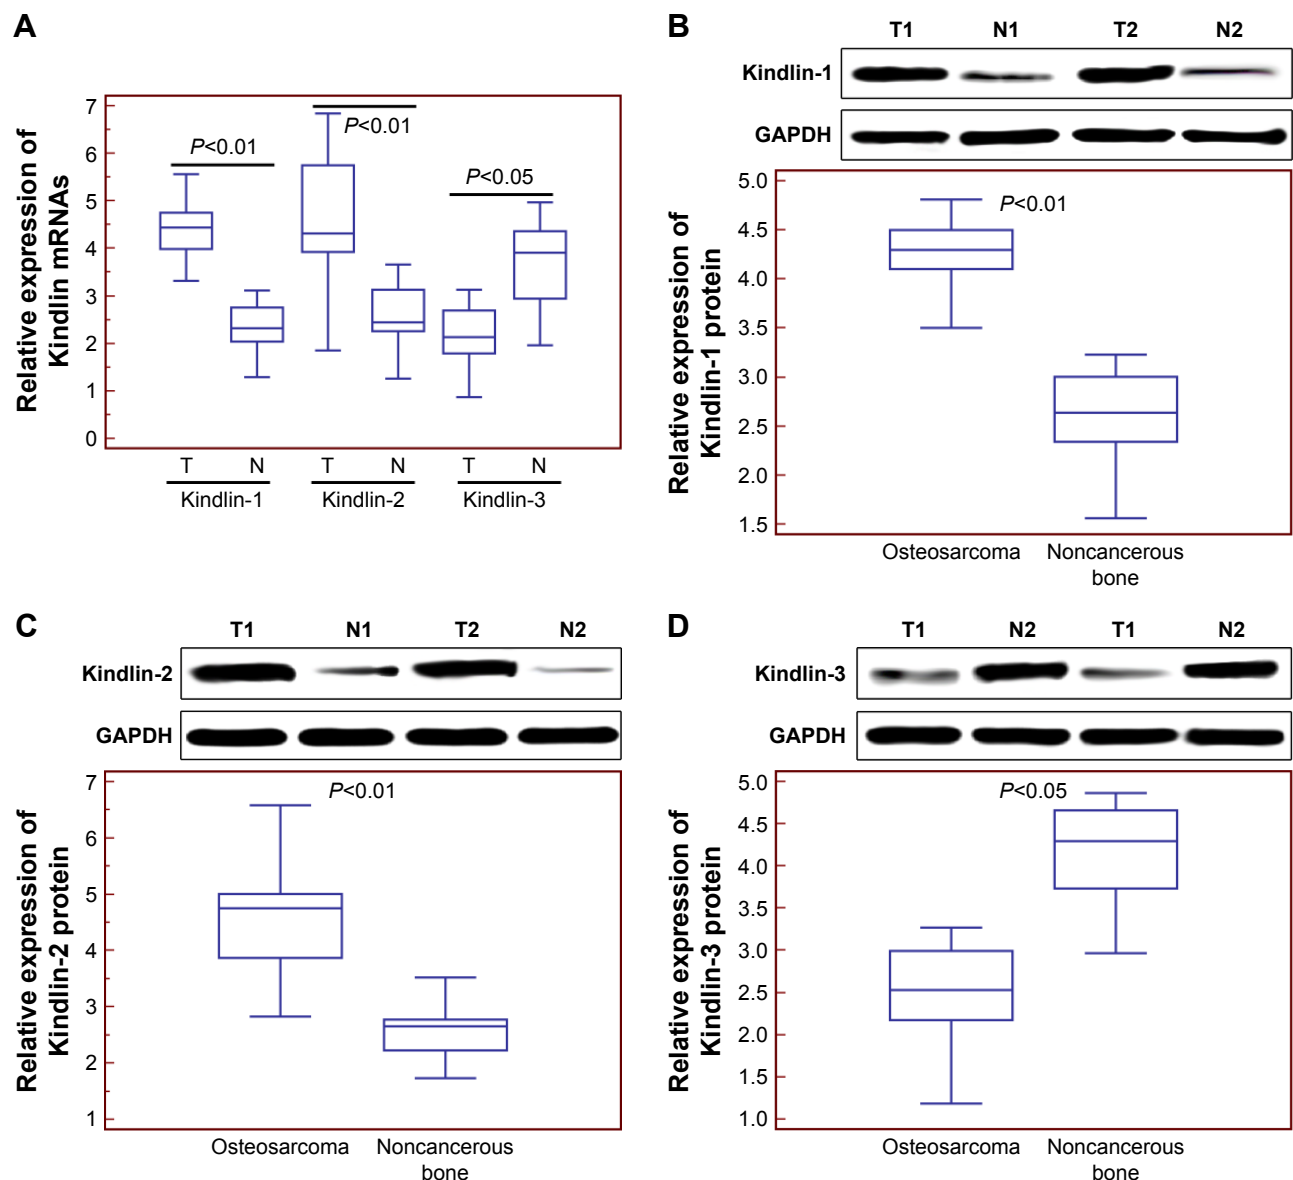 A
Relative expression of
Kindlin mRNAs
7
6
5
4
3
2
1
0
P<0.01
P<0.01
P<0.05
T N T N T N
Kindlin-1 Kindlin-2 Kindlin-3
B
T1 N1 T2 N2
Kindlin-1
GAPDH
Relative expression of
Kindlin-1 protein
5.0
4.5
4.0
3.5
3.0
2.5
2.0
1.5
P<0.01
Osteosarcoma Noncancerous
bone
C
T1 N1 T2 N2
Kindlin-2
GAPDH
Relative expression of
Kindlin-2 protein
7
6
5
4
3
2
1
P<0.01
Osteosarcoma Noncancerous
bone
D
T1 N2 T1 N2
Kindlin-3
GAPDH
Relative expression of
Kindlin-3 protein
5.0
4.5
4.0
3.5
3.0
2.5
2.0
1.5
1.0
P<0.05
Osteosarcoma Noncancerous
bone